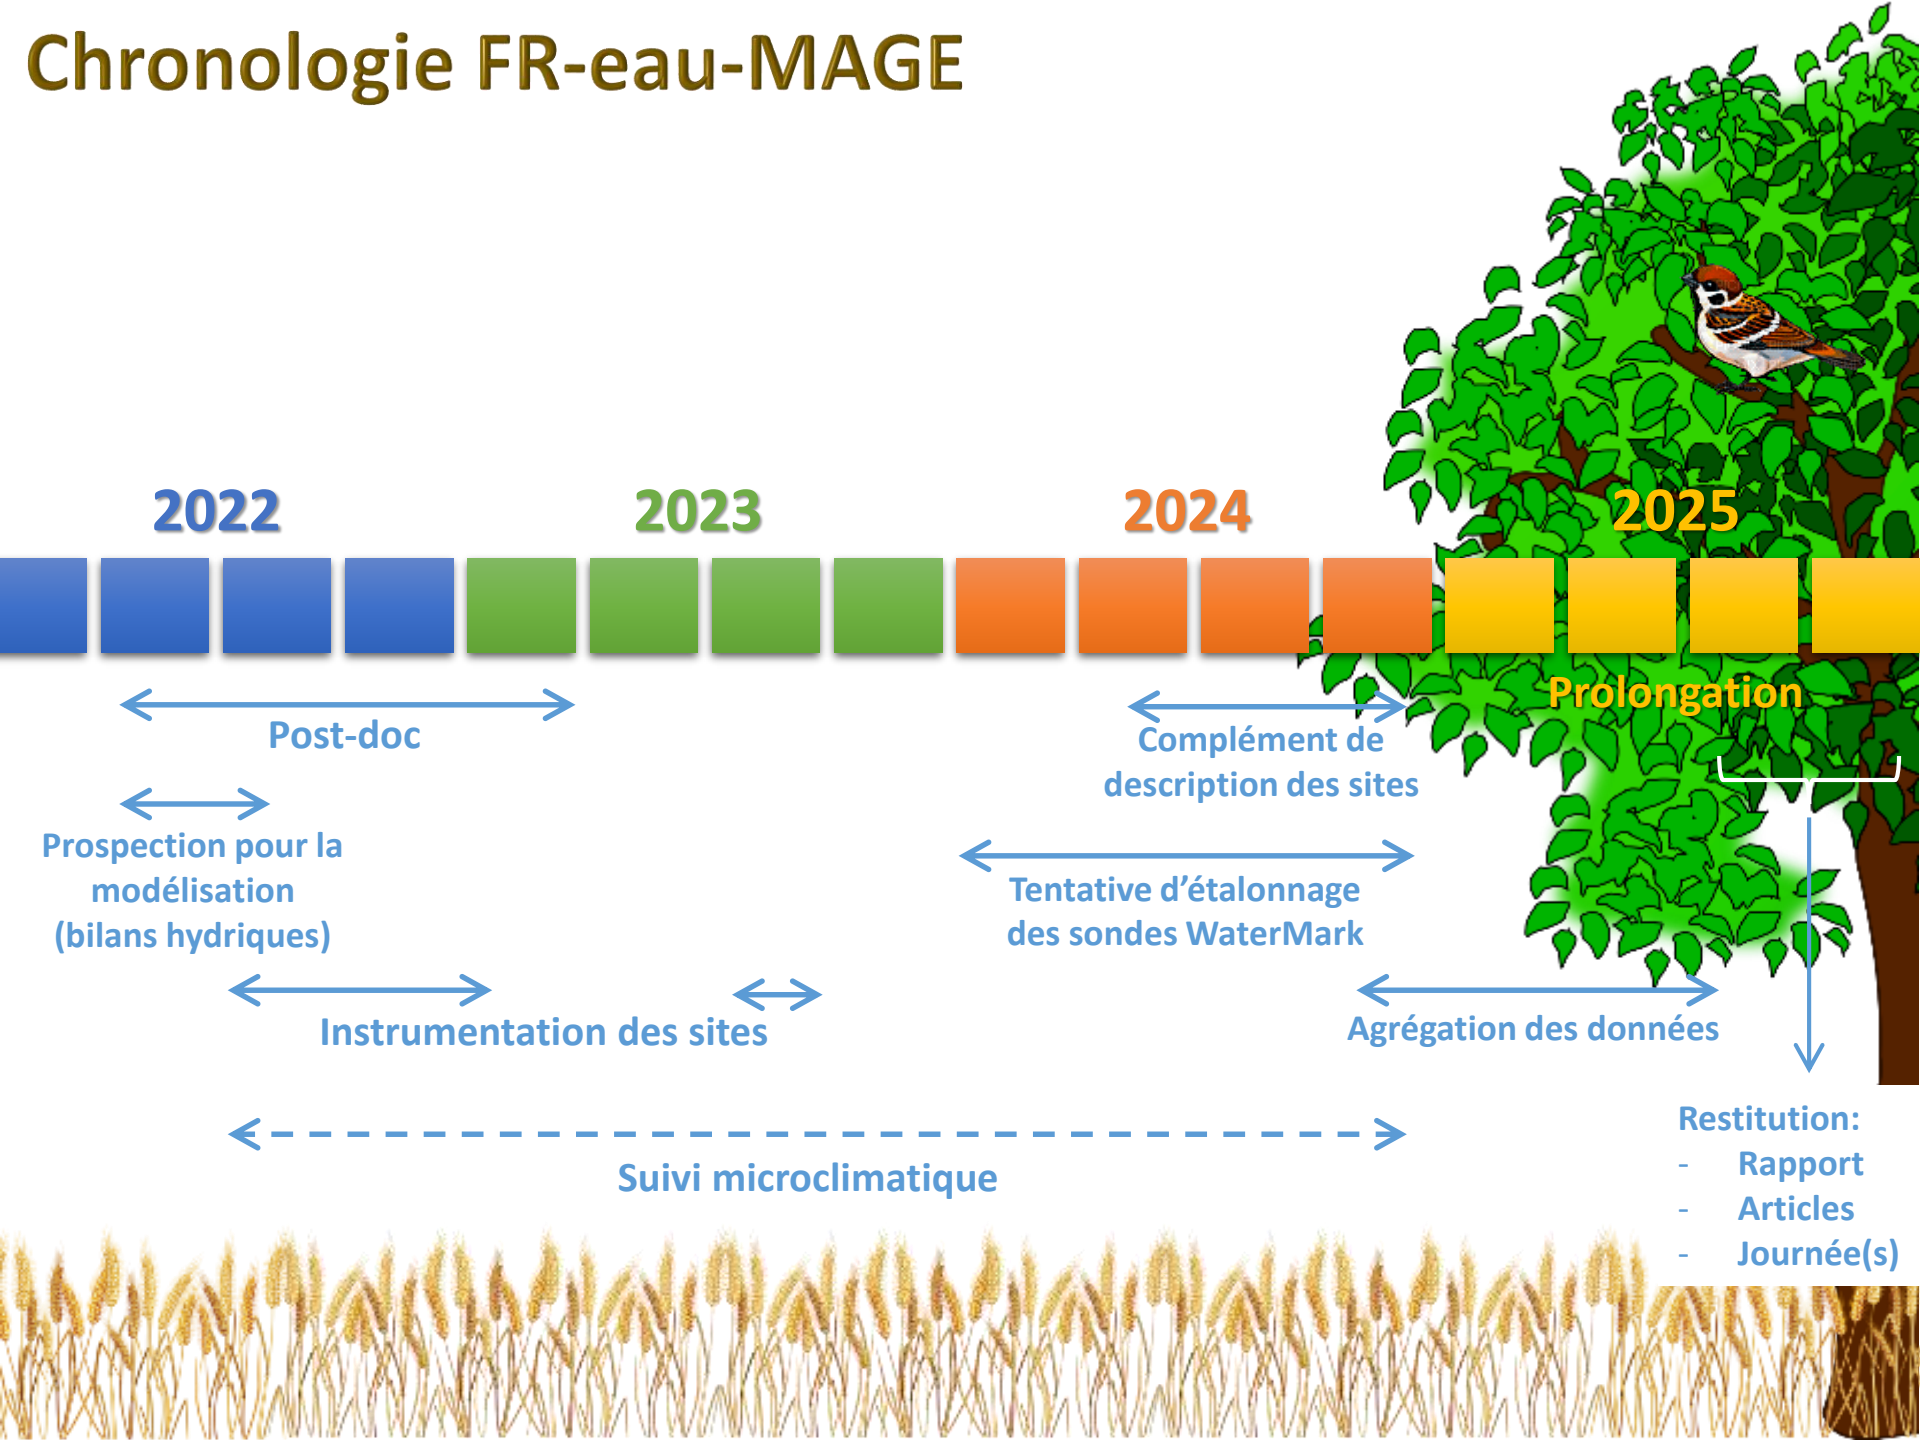 Chronologie FR-eau-MAGE
2022
2023
2024
2025
Prolongation
Post-doc
Complément de
description des sites
Prospection pour la
modélisation
(bilans hydriques)
Tentative d’étalonnage
des sondes WaterMark
Instrumentation des sites
Agrégation des données
Suivi microclimatique
Restitution:
- Rapport
- Articles
- Journée(s)